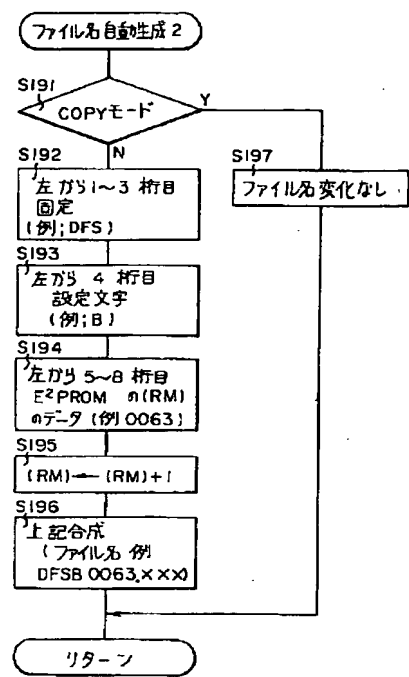 ファイル名自動生成2
S191
COPYモード
Y
N
S192
左から1~3桁目
固定
(例;DFS)
S197
ファイル名変化なし
S193
左から 4 桁目
設定文字
(例;B)
S194
左から 5~8 桁目
E²PROM の(RM)
のデータ(例0063)
S195
(RM)←(RM)+1
S196
上記合成
(ファイル名 例
DFSB 0063.×××)
リターン